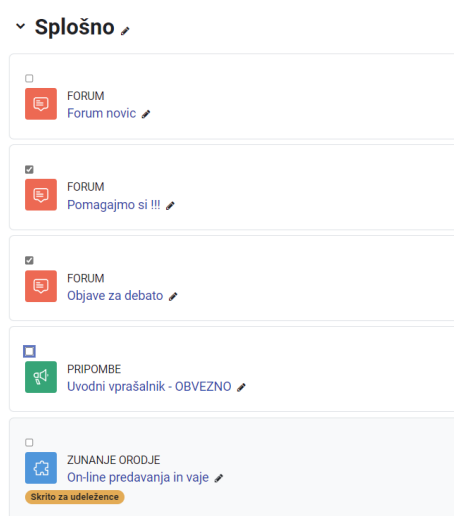 Splošno
FORUM
Forum novic
FORUM
Pomagajmo si !!!
FORUM
Objave za debato
PRIPOMBE
Uvodni vprašalnik - OBVEZNO
ZUNANJE ORODJE
On-line predavanja in vaje
Skrito za udeležence